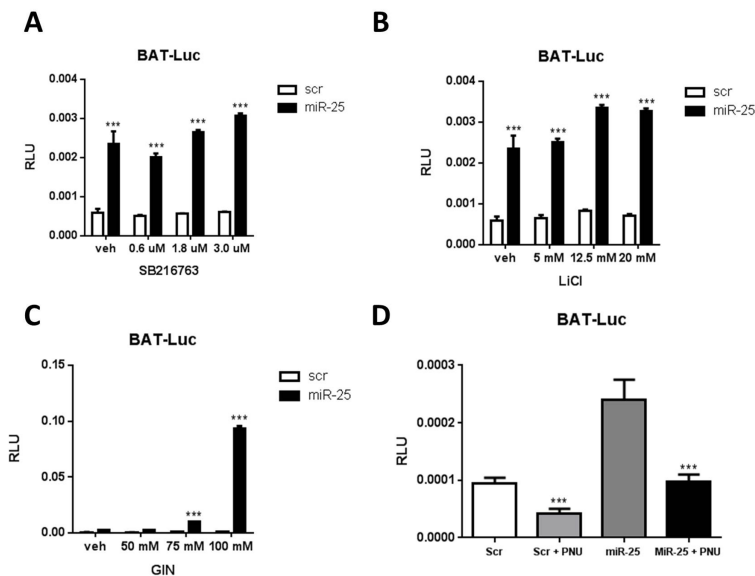 A
BAT-Luc
0.004
0.003
0.002
0.001
0.000
RLU
*** *** *** ***
veh 0.6 uM 1.8 uM 3.0 uM
SB216763
scr
miR-25
B
BAT-Luc
0.004
0.003
0.002
0.001
0.000
RLU
*** *** *** ***
veh 5 mM 12.5 mM 20 mM
LiCl
scr
miR-25
C
BAT-Luc
0.15
0.10
0.05
0.00
RLU
*** ***
veh 50 mM 75 mM 100 mM
GIN
scr
miR-25
D
BAT-Luc
0.0003
0.0002
0.0001
0.0000
RLU
*** ***
Scr Scr + PNU miR-25 MiR-25 + PNU